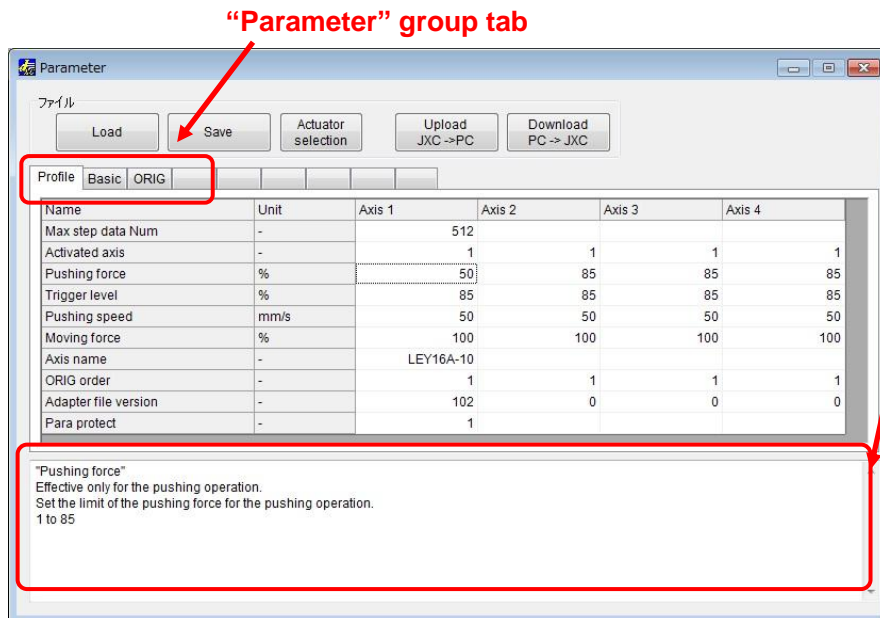 “Parameter” group tab
Parameter
ファイル
Load Save Actuator selection Upload JXC ->PC Download PC -> JXC
Profile Basic ORIG
Name Unit Axis 1 Axis 2 Axis 3 Axis 4
Max step data Num - 512
Activated axis - 1 1 1 1
Pushing force % 50 85 85 85
Trigger level % 85 85 85 85
Pushing speed mm/s 50 50 50 50
Moving force % 100 100 100 100
Axis name - LEY16A-10
ORIG order - 1 1 1 1
Adapter file version - 102 0 0 0
Para protect - 1
"Pushing force"
Effective only for the pushing operation.
Set the limit of the pushing force for the pushing operation.
1 to 85